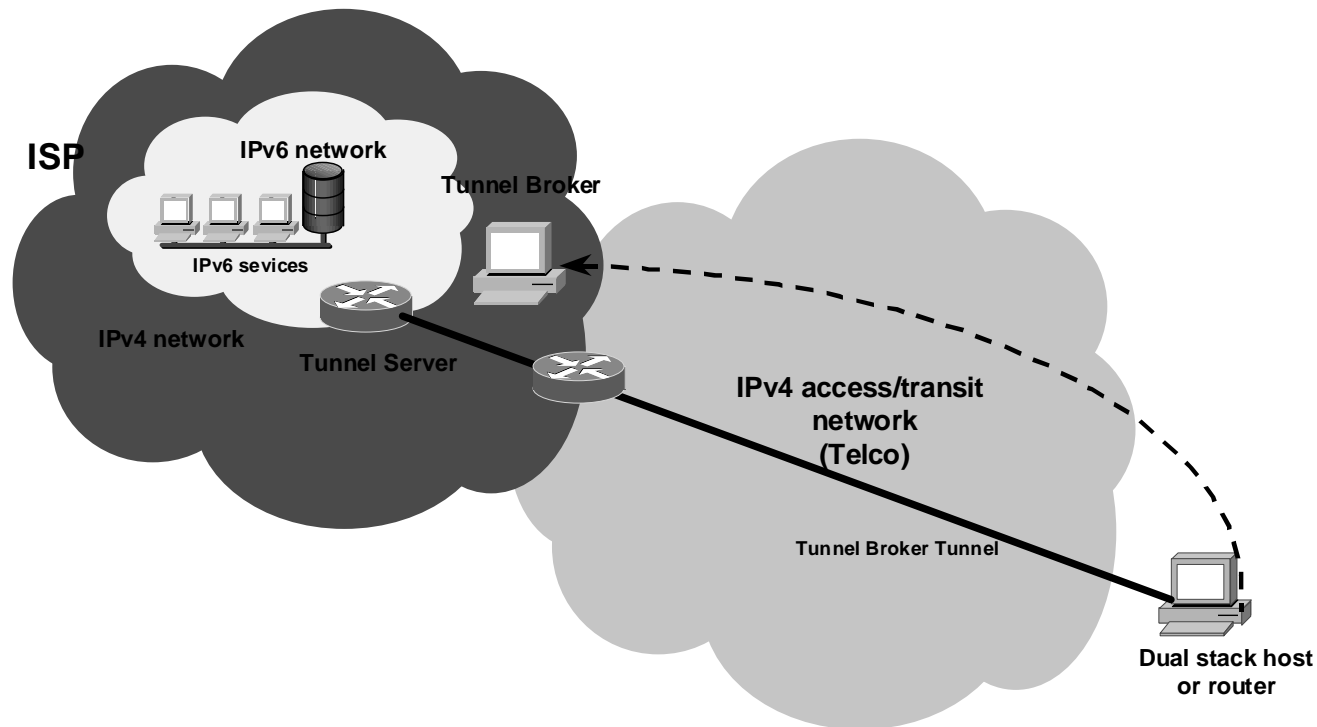 ISP
IPv6 network
Tunnel Broker
IPv6 sevices
IPv4 network
Tunnel Server
IPv4 access/transit
network
(Telco)
Tunnel Broker Tunnel
Dual stack host
or router